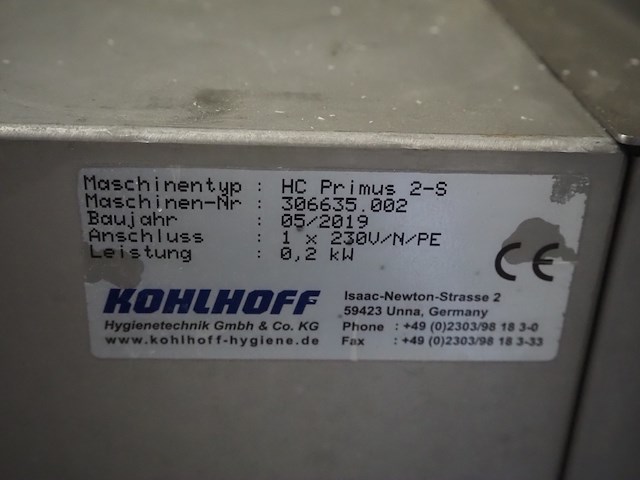 Maschinentyp : HC Primus 2-S
Maschinen-Nr : 306635.002
Baujahr : 05/2019
Anschluss : 1 x 230V/N/PE
Leistung : 0,2 kW
CE
KOHLHOFF
Hygienetechnik Gmbh & Co. KG
www.kohlhoff-hygiene.de
Isaac-Newton-Strasse 2
59423 Unna, Germany
Phone : +49 (0)2303/98 18 3-0
Fax : +49 (0)2303/98 18 3-33